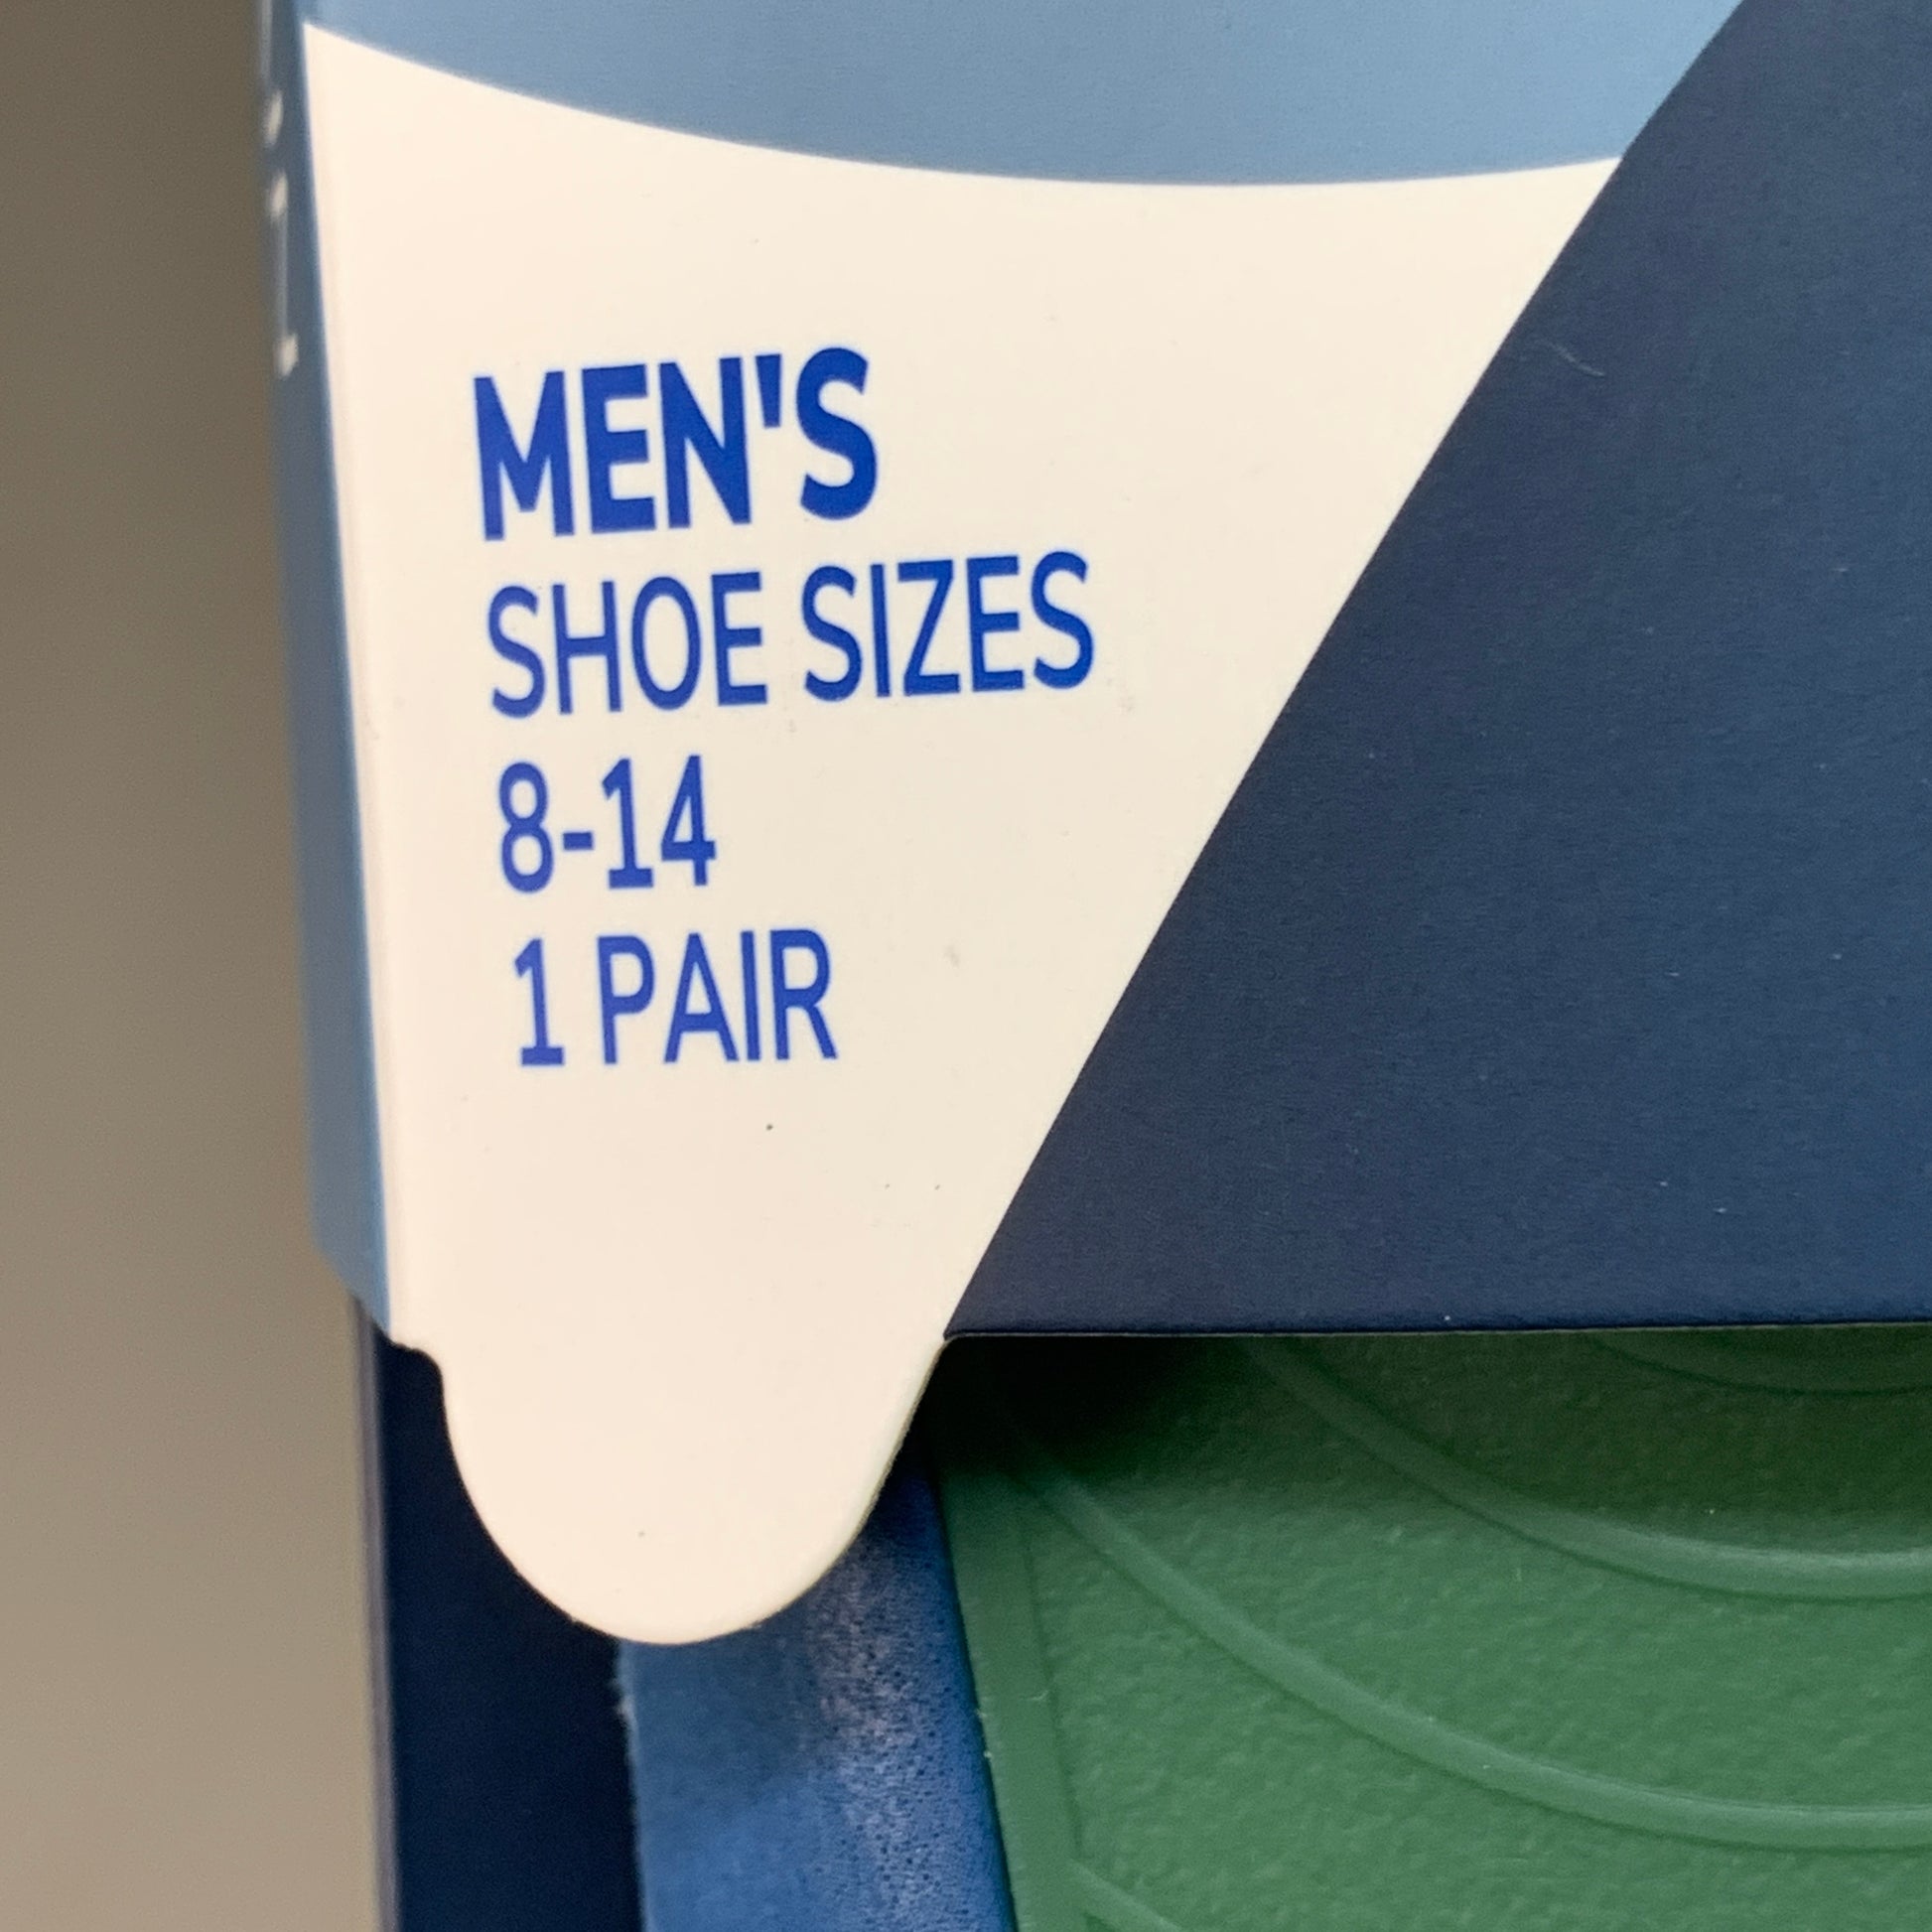 MEN'S
SHOE SIZES
8-14
1 PAIR